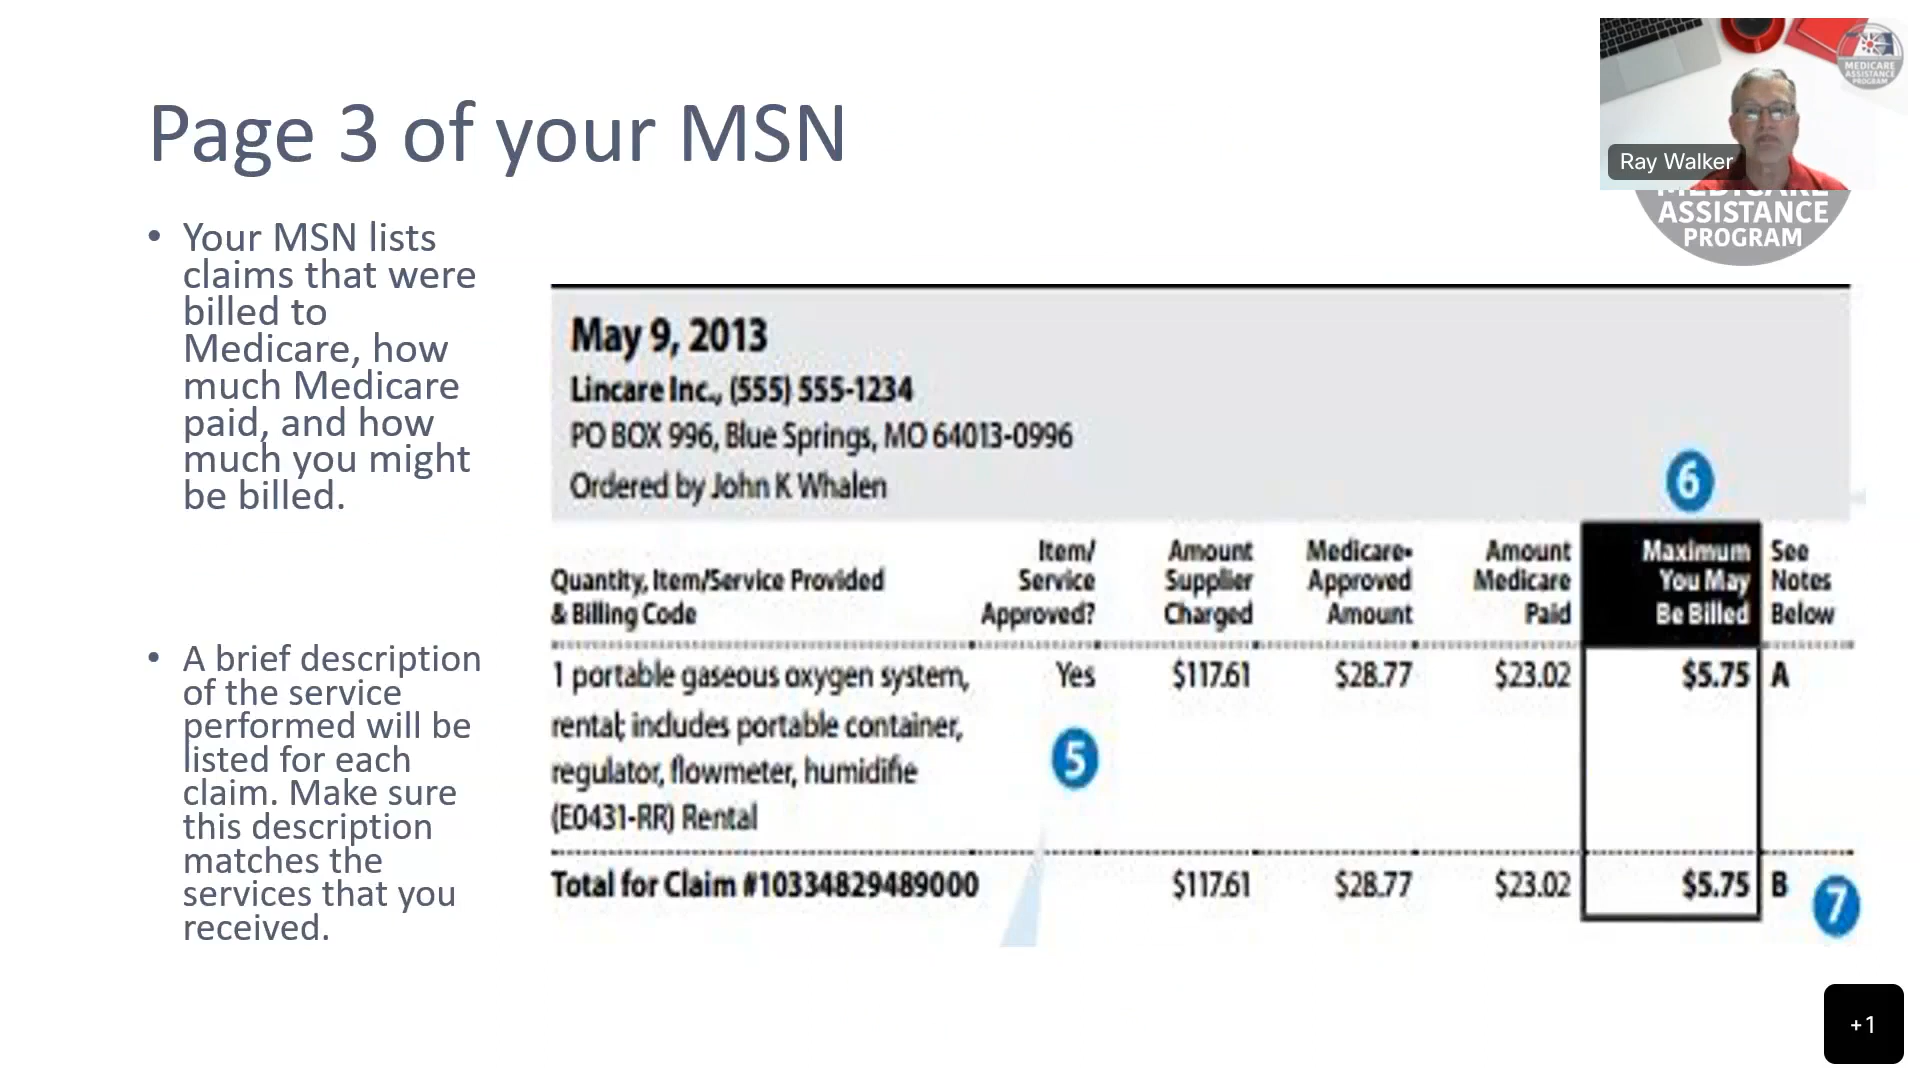 Page 3 of your MSN
MEDICARE
ASSISTANCE
PROGRAM
Ray Walker
ASSISTANCE
PROGRAM
• Your MSN lists
claims that were
billed to
Medicare, how
much Medicare
paid, and how
much you might
be billed.
• A brief description
of the service
performed will be
listed for each
claim. Make sure
this description
matches the
services that you
received.
May 9, 2013
Lincare Inc., (555) 555-1234
PO BOX 996, Blue Springs, MO 64013-0996
Ordered by John K Whalen
6
Quantity, Item/Service Provided
& Billing Code
Item/
Service
Approved?
Amount
Supplier
Charged
Medicare-
Approved
Amount
Amount
Medicare
Paid
Maximum
You May
Be Billed
See
Notes
Below
1 portable gaseous oxygen system, Yes $117.61 $28.77 $23.02 $5.75 A
rental; includes portable container,
regulator, flowmeter, humidifie
(E0431-RR) Rental
5
Total for Claim #10334829489000 $117.61 $28.77 $23.02 $5.75 B
7
+1